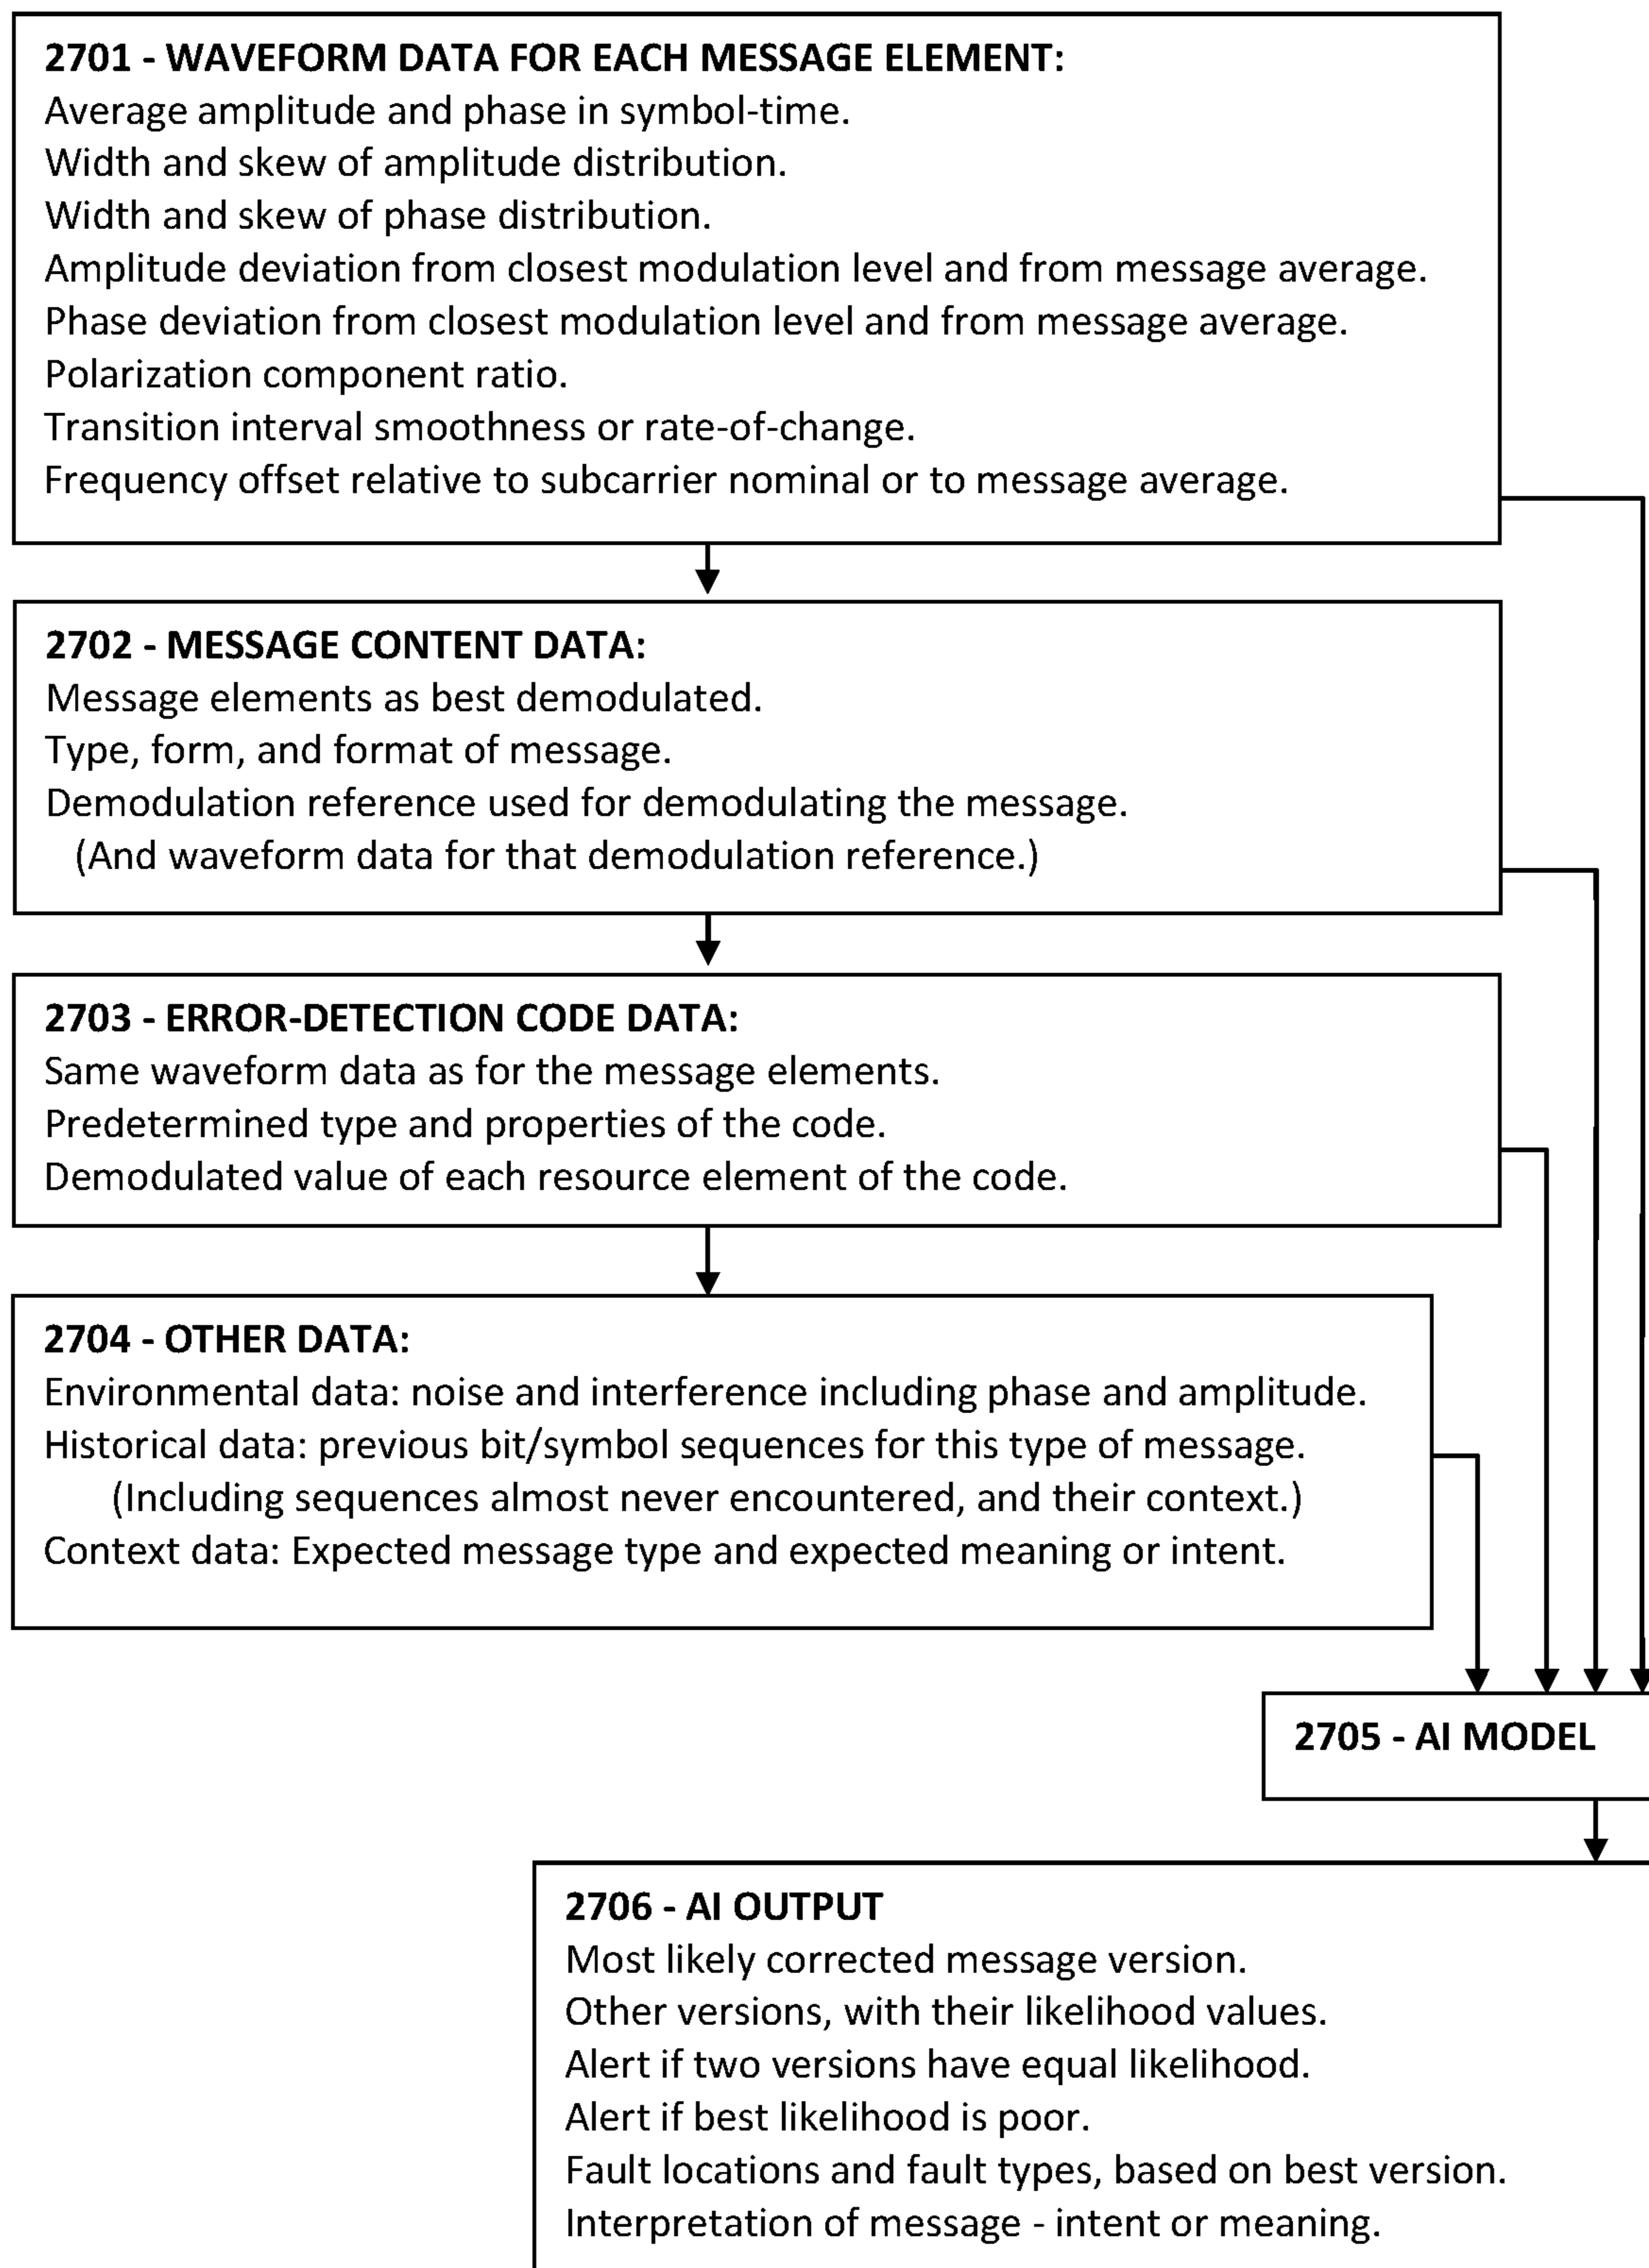 2701 - WAVEFORM DATA FOR EACH MESSAGE ELEMENT:
Average amplitude and phase in symbol-time.
Width and skew of amplitude distribution.
Width and skew of phase distribution.
Amplitude deviation from closest modulation level and from message average.
Phase deviation from closest modulation level and from message average.
Polarization component ratio.
Transition interval smoothness or rate-of-change.
Frequency offset relative to subcarrier nominal or to message average.
2702 - MESSAGE CONTENT DATA:
Message elements as best demodulated.
Type, form, and format of message.
Demodulation reference used for demodulating the message.
(And waveform data for that demodulation reference.)
2703 - ERROR-DETECTION CODE DATA:
Same waveform data as for the message elements.
Predetermined type and properties of the code.
Demodulated value of each resource element of the code.
2704 - OTHER DATA:
Environmental data: noise and interference including phase and amplitude.
Historical data: previous bit/symbol sequences for this type of message.
(Including sequences almost never encountered, and their context.)
Context data: Expected message type and expected meaning or intent.
2705 - AI MODEL
2706 - AI OUTPUT
Most likely corrected message version.
Other versions, with their likelihood values.
Alert if two versions have equal likelihood.
Alert if best likelihood is poor.
Fault locations and fault types, based on best version.
Interpretation of message - intent or meaning.